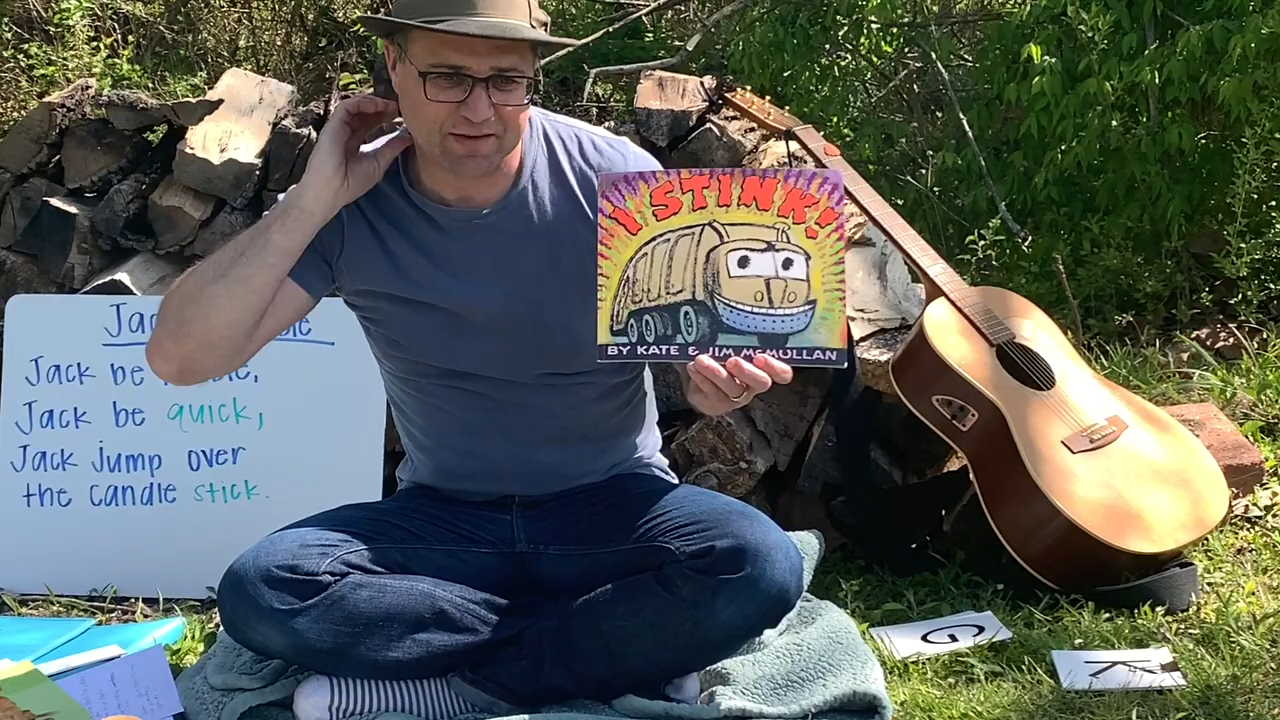 Jack be
Jack be quick,
Jack jump over
the candle stick.
I STINK!
BY KATE & JIM McMULLAN
G
K